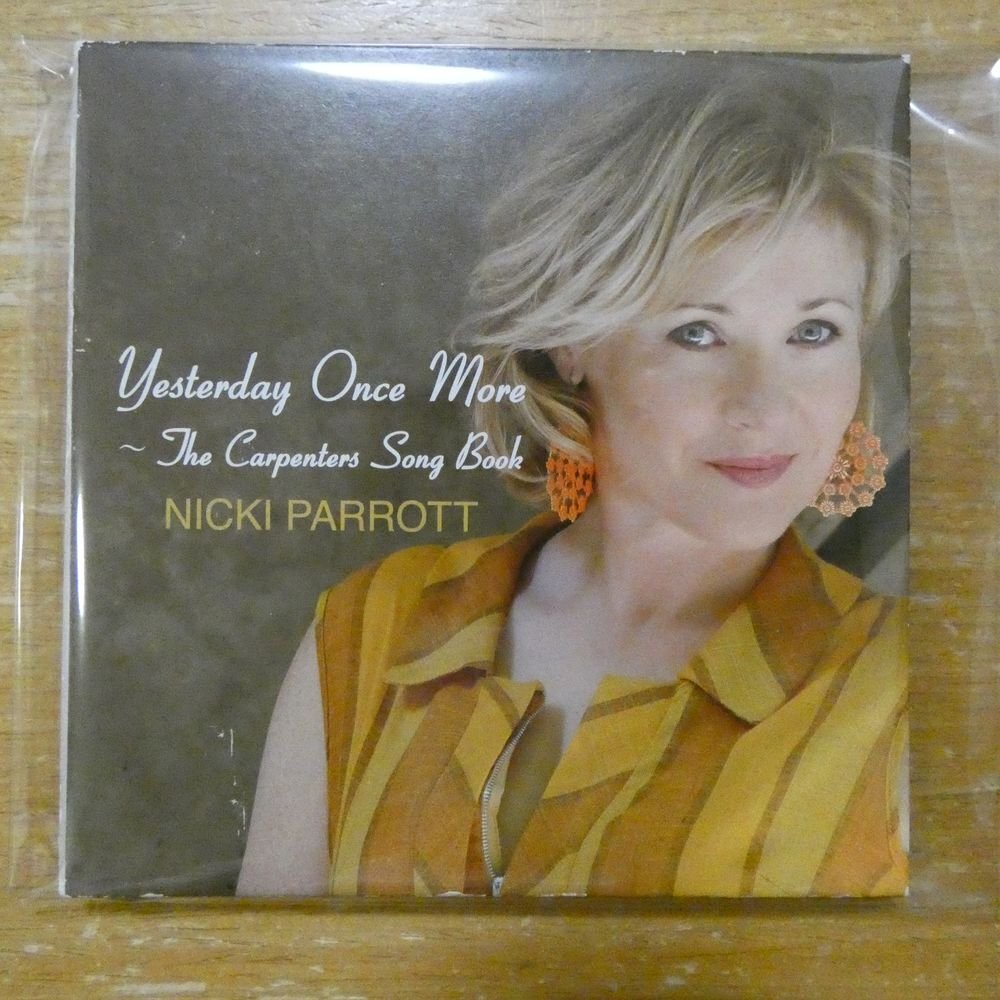 Yesterday Once More
~ The Carpenters Song Book
NICKI PARROTT